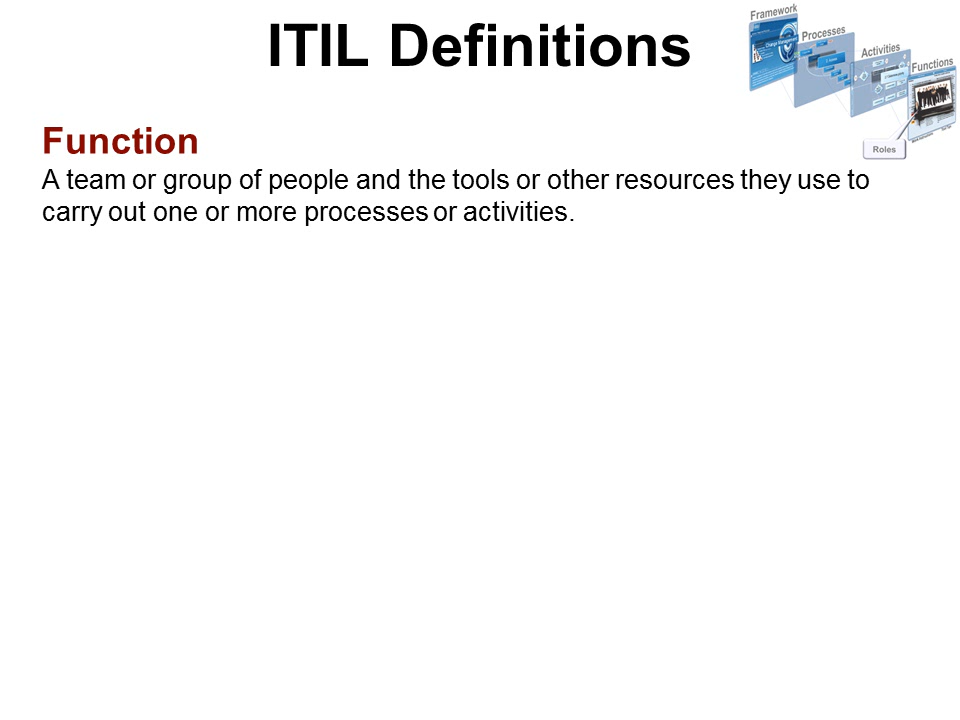 ITIL Definitions
Framework
Processes
Activities
Functions
Roles
Function
A team or group of people and the tools or other resources they use to
carry out one or more processes or activities.